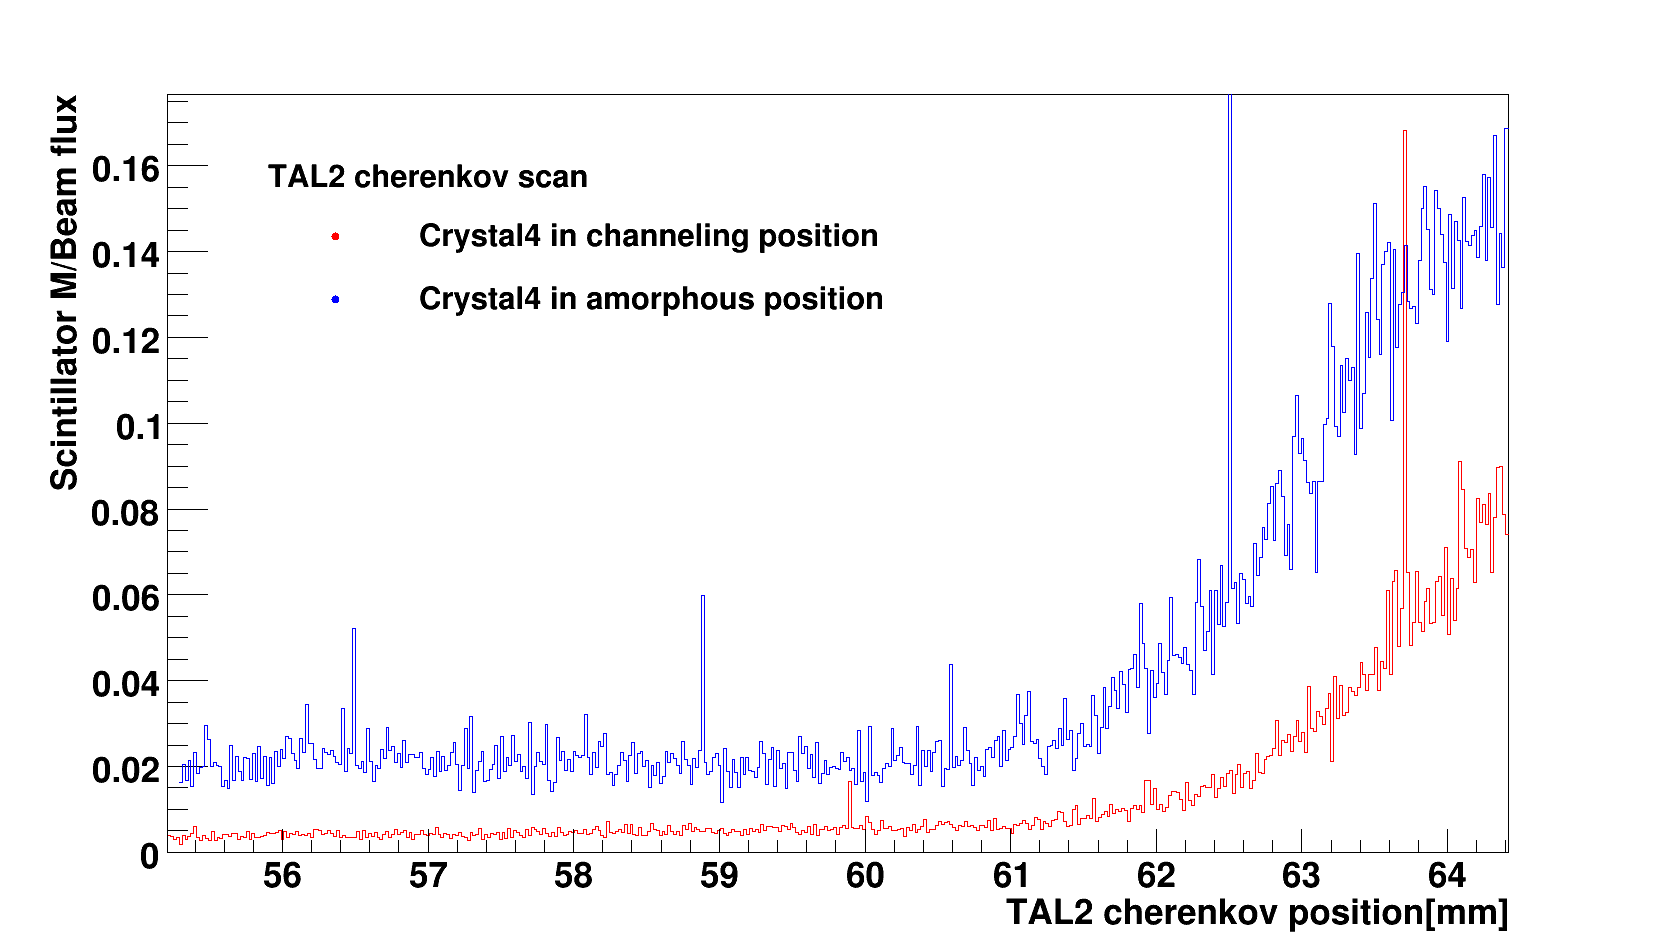 Scintillator M/Beam flux
0.16
0.14
0.12
0.1
0.08
0.06
0.04
0.02
0
TAL2 cherenkov scan
Crystal4 in channeling position
Crystal4 in amorphous position
56 57 58 59 60 61 62 63 64
TAL2 cherenkov position[mm]